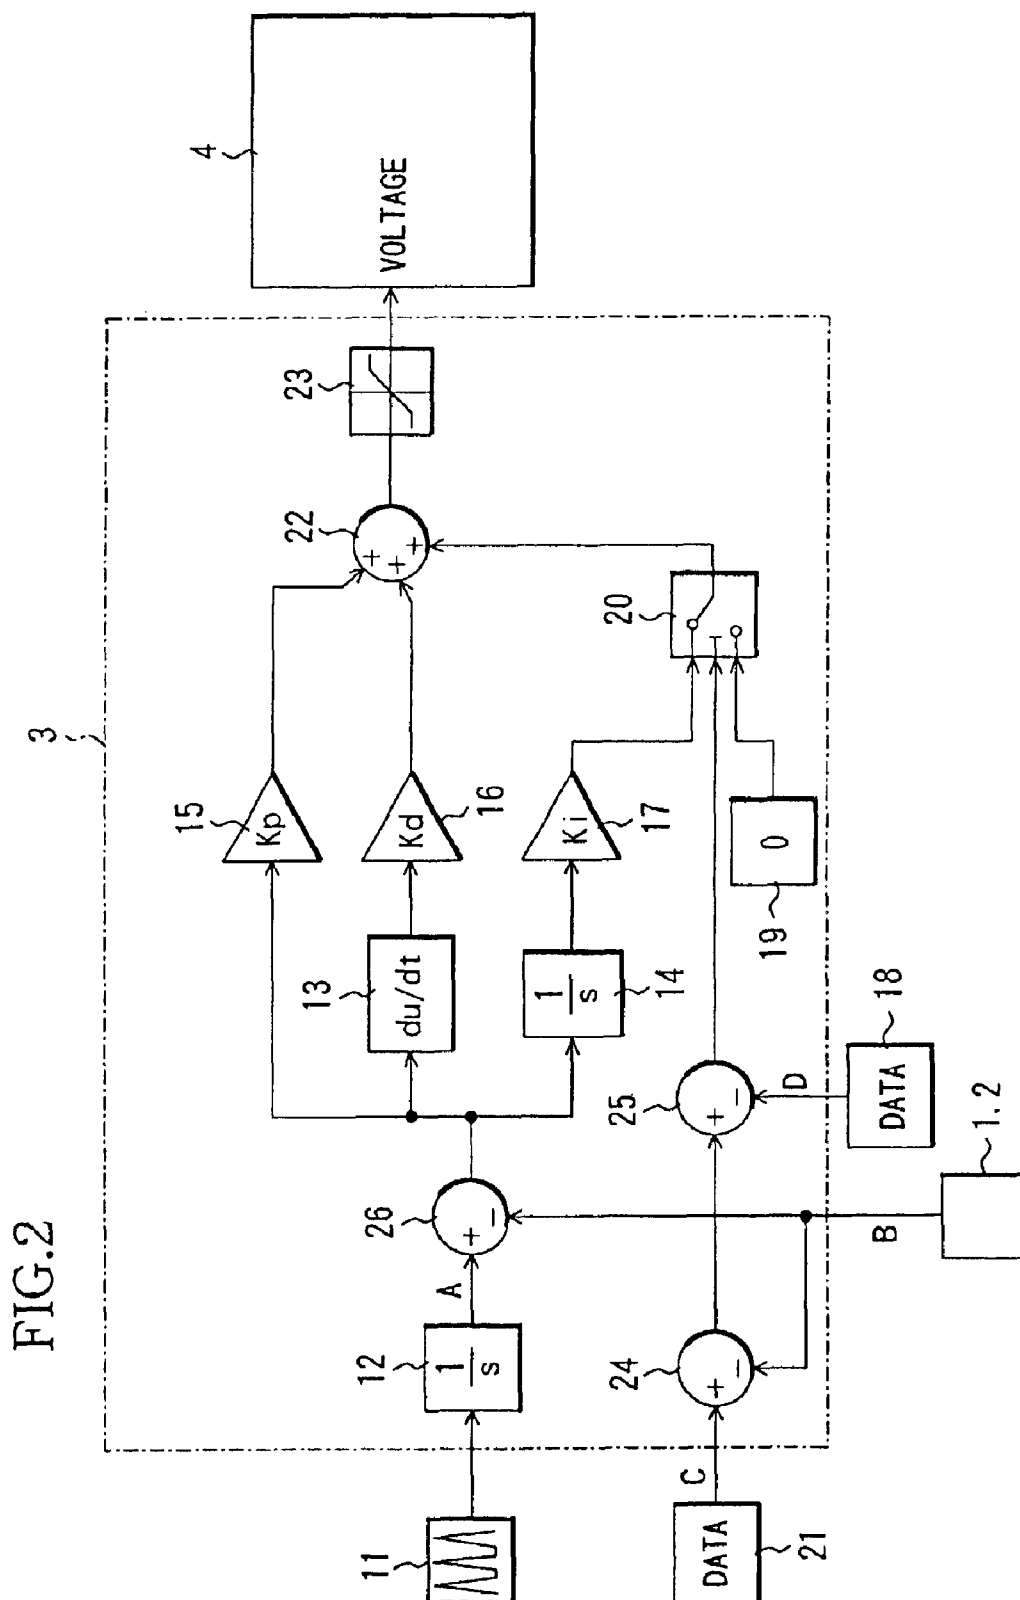 FIG.2
3
4
VOLTAGE
23
22
+
+
+
15
Kp
16
Kd
13
du/dt
17
Ki
14
1
s
20
19
0
26
+
−
A
12
1
s
11
25
+
−
D
18
DATA
24
+
−
B
1, 2
C
21
DATA